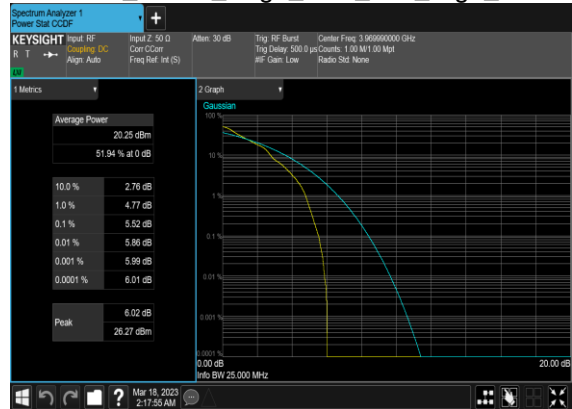 Spectrum Analyzer 1
Power Stat CCDF
KEYSIGHT
R T
LW
Input: RF
Coupling: DC
Align: Auto
Input Z: 50 Ω
Corr CCorr
Freq Ref: Int (S)
Atten: 30 dB
Trig: RF Burst
Trig Delay: 500.0 µs
#IF Gain: Low
Center Freq: 3.969990000 GHz
Counts: 1.00 M/1.00 Mpt
Radio Std: None
1 Metrics
Average Power
20.25 dBm
51.94 % at 0 dB
10.0 % 2.76 dB
1.0 % 4.77 dB
0.1 % 5.52 dB
0.01 % 5.86 dB
0.001 % 5.99 dB
0.0001 % 6.01 dB
Peak
6.02 dB
26.27 dBm
2 Graph
Gaussian
100 %
10 %
1 %
0.1 %
0.01 %
0.001 %
0.0001 %
0.00 dB 20.00 dB
Info BW 25.000 MHz
? Mar 18, 2023
2:17:55 AM